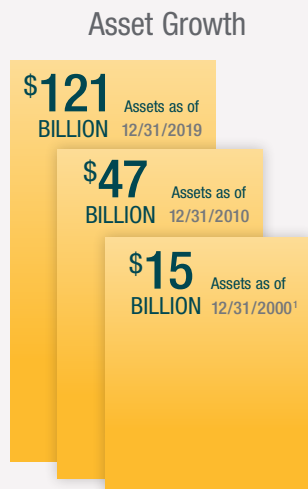 Asset Growth
$121 Assets as of
BILLION 12/31/2019
$47 Assets as of
BILLION 12/31/2010
$15 Assets as of
BILLION 12/31/2000¹